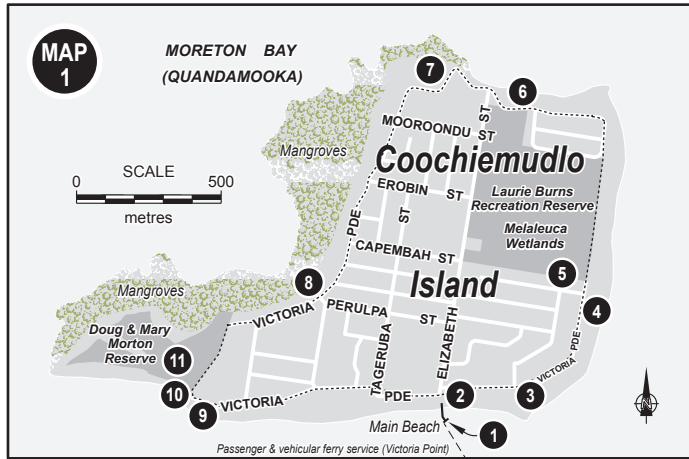 MAP
1
MORETON BAY
(QUANDAMOOKA)
7
6
MOOROONDU ST
ST
Mangroves
Coochiemudlo
SCALE
0 500
metres
EROBIN ST
Laurie Burns
Recreation Reserve
ST
PDE
Melaleuca
Wetlands
CAPEMBAH ST
5
8
Island
Mangroves
VICTORIA
PERULPA ST
4
Doug & Mary
Morton
Reserve
11
TAGERUBA
ELIZABETH
VICTORIA PDE
10
9
VICTORIA PDE
2
3
Main Beach
1
Passenger & vehicular ferry service (Victoria Point)
N